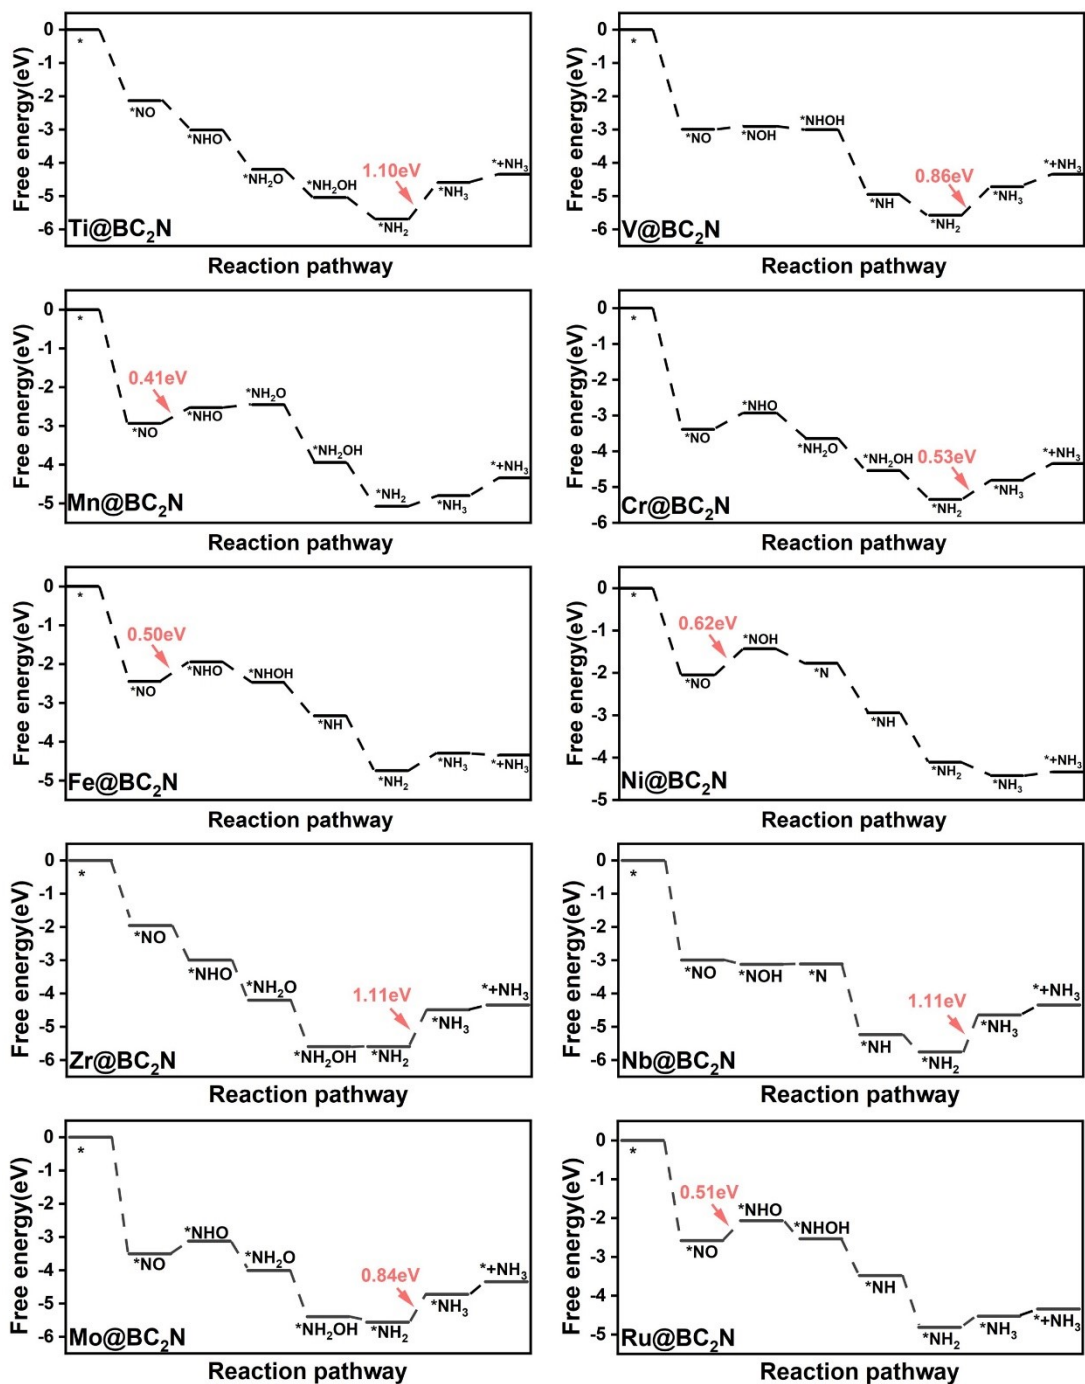 Free energy(eV)
0
-1
-2
-3
-4
-5
-6
*
*NO
*NHO
*NH₂O
*NH₂OH
*NH₂
1.10eV
*NH₃
*+NH₃
Ti@BC₂N
Reaction pathway
Free energy(eV)
0
-1
-2
-3
-4
-5
-6
*
*NO
*NOH
*NHOH
*NH
*NH₂
0.86eV
*NH₃
*+NH₃
V@BC₂N
Reaction pathway
Free energy(eV)
0
-1
-2
-3
-4
-5
*
*NO
0.41eV
*NHO
*NH₂O
*NH₂OH
*NH₂
*NH₃
*+NH₃
Mn@BC₂N
Reaction pathway
Free energy(eV)
0
-1
-2
-3
-4
-5
-6
*
*NO
*NHO
*NH₂O
*NH₂OH
*NH₂
0.53eV
*NH₃
*+NH₃
Cr@BC₂N
Reaction pathway
Free energy(eV)
0
-1
-2
-3
-4
-5
*
*NO
0.50eV
*NHO
*NHOH
*NH
*NH₂
*NH₃
*+NH₃
Fe@BC₂N
Reaction pathway
Free energy(eV)
0
-1
-2
-3
-4
-5
*
*NO
0.62eV
*NOH
*N
*NH
*NH₂
*NH₃
*+NH₃
Ni@BC₂N
Reaction pathway
Free energy(eV)
0
-1
-2
-3
-4
-5
-6
*
*NO
*NHO
*NH₂O
*NH₂OH
*NH₂
1.11eV
*NH₃
*+NH₃
Zr@BC₂N
Reaction pathway
Free energy(eV)
0
-1
-2
-3
-4
-5
-6
*
*NO
*NOH
*N
*NH
*NH₂
1.11eV
*NH₃
*+NH₃
Nb@BC₂N
Reaction pathway
Free energy(eV)
0
-1
-2
-3
-4
-5
-6
*
*NO
*NHO
*NH₂O
*NH₂OH
*NH₂
0.84eV
*NH₃
*+NH₃
Mo@BC₂N
Reaction pathway
Free energy(eV)
0
-1
-2
-3
-4
-5
*
*NO
0.51eV
*NHO
*NHOH
*NH
*NH₂
*NH₃
*+NH₃
Ru@BC₂N
Reaction pathway